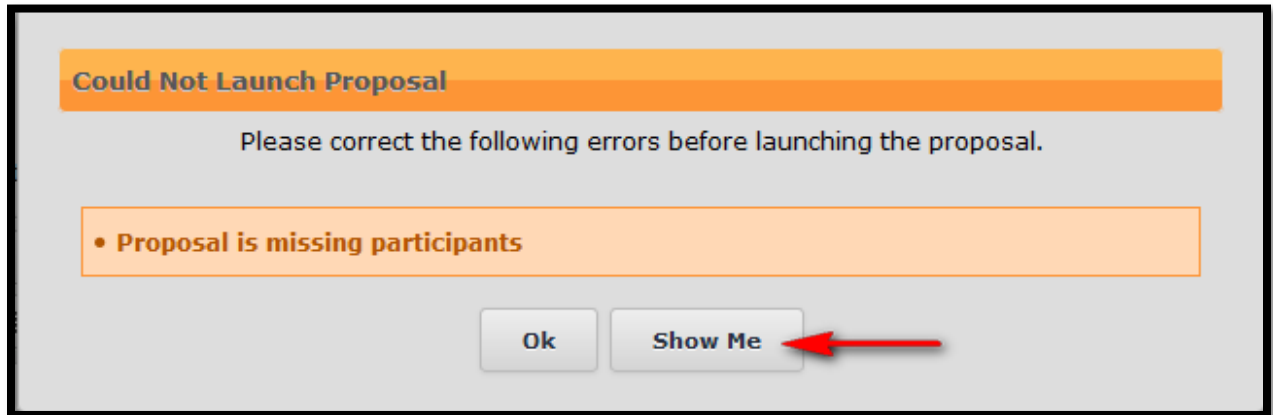 Could Not Launch Proposal
Please correct the following errors before launching the proposal.
• Proposal is missing participants
Ok
Show Me